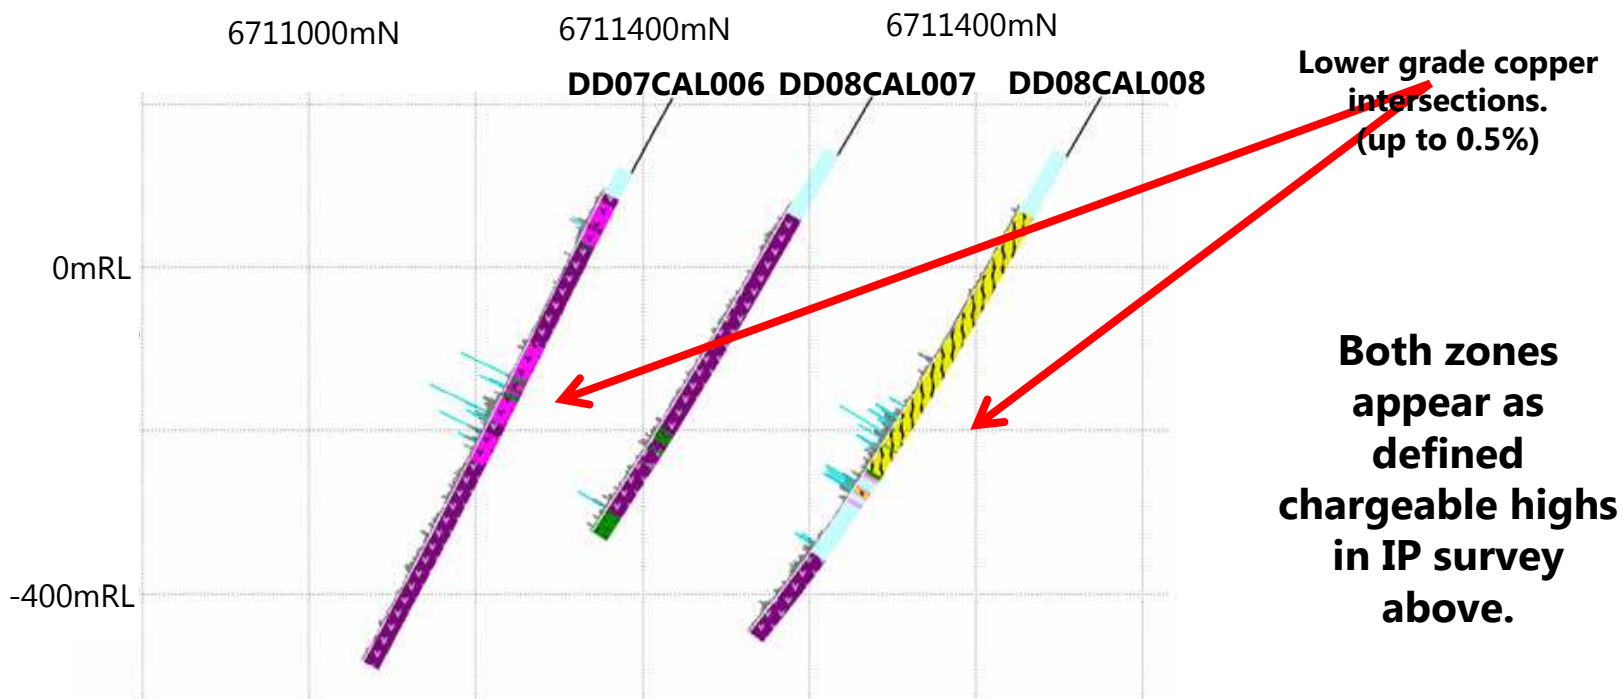 6711000mN
6711400mN
6711400mN
DD07CAL006
DD08CAL007
DD08CAL008
Lower grade copper
intersections.
(up to 0.5%)
0mRL
Both zones
appear as
defined
chargeable highs
in IP survey
above.
-400mRL